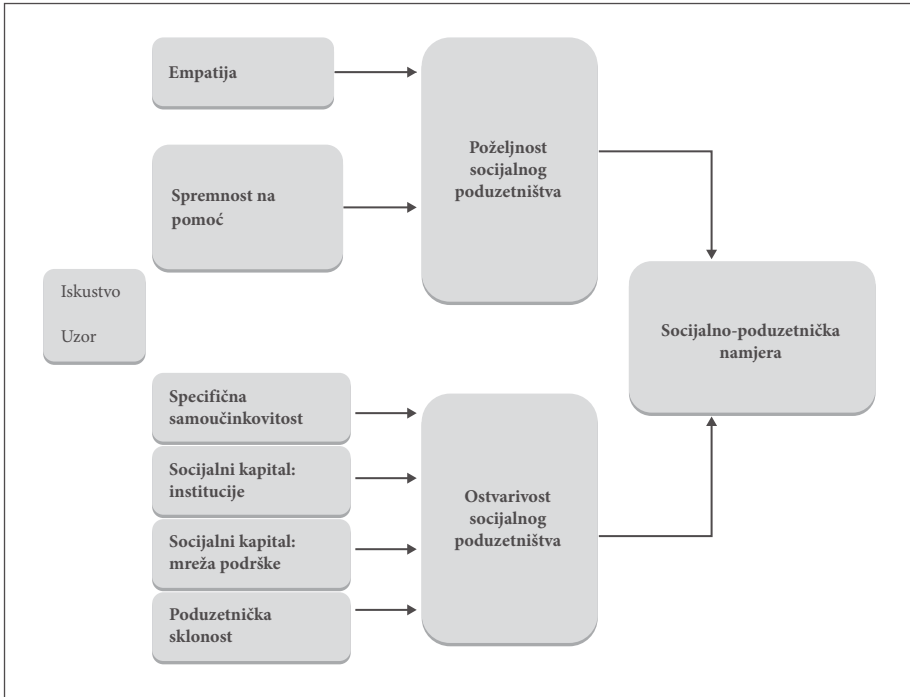 Empatija
Spremnost na
pomoć
Poželjnost
socijalnog
poduzetništva
Iskustvo
Uzor
Socijalno-poduzetnička
namjera
Specifična
samoučinkovitost
Socijalni kapital:
institucije
Socijalni kapital:
mreža podrške
Poduzetnička
sklonost
Ostvarivost
socijalnog
poduzetništva